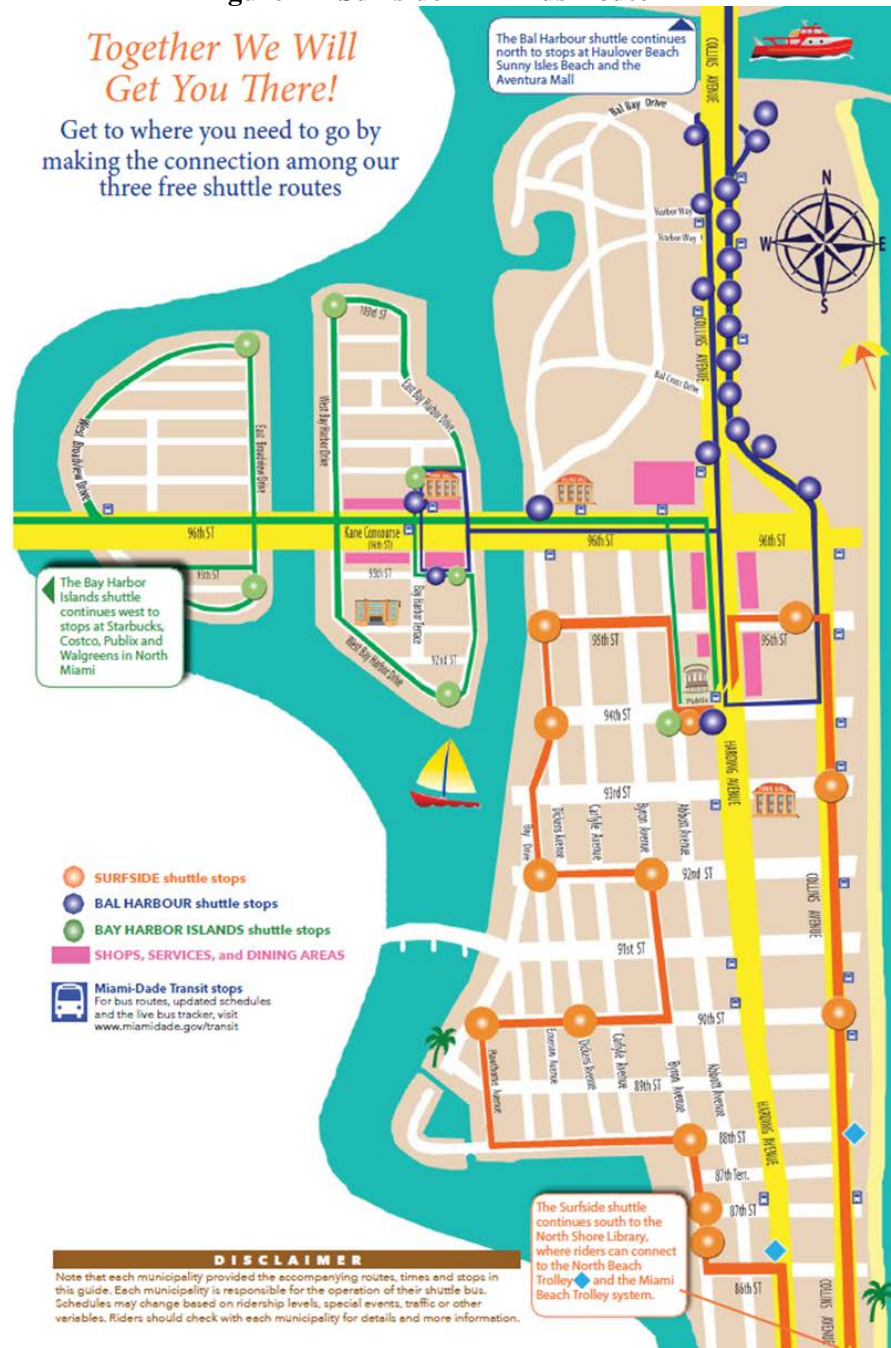 Together We Will
Get You There!
Get to where you need to go by
making the connection among our
three free shuttle routes
The Bal Harbour shuttle continues
north to stops at Haulover Beach
Sunny Isles Beach and the
Aventura Mall
COLLINS AVENUE
Bal Bay Drive
Harbor Way
Harbor Way
N
W
E
S
COLLINS AVENUE
Bal Cross Drive
103rd ST
East Bay Harbor Drive
West Bay Harbor Drive
East Broadview Drive
West Broadview Drive
96th ST
Kane Concourse
(96th ST)
96th ST
96th ST
95th ST
95th ST
Bay Harbor Terrace
92nd ST
West Bay Harbor Drive
The Bay Harbor
Islands shuttle
continues west to
stops at Starbucks,
Costco, Publix and
Walgreens in North
Miami
95th ST
95th ST
Publix
94th ST
HARDING AVENUE
93rd ST
TOWN HALL
Bay Drive
Dickens Avenue
Carlyle Avenue
Byron Avenue
Abbott Avenue
92nd ST
COLLINS AVENUE
91st ST
90th ST
SURFSIDE shuttle stops
BAL HARBOUR shuttle stops
BAY HARBOR ISLANDS shuttle stops
SHOPS, SERVICES, and DINING AREAS
Miami-Dade Transit stops
For bus routes, updated schedules
and the live bus tracker, visit
www.miamidade.gov/transit
Hawthorne Avenue
Emerson Avenue
Dickens Avenue
Carlyle Avenue
Byron Avenue
Abbott Avenue
89th ST
HARDING AVENUE
88th ST
87th Terr.
87th ST
86th ST
COLLINS AVENUE
The Surfside shuttle
continues south to the
North Shore Library,
where riders can connect
to the North Beach
Trolley and the Miami
Beach Trolley system.
DISCLAIMER
Note that each municipality provided the accompanying routes, times and stops in
this guide. Each municipality is responsible for the operation of their shuttle bus.
Schedules may change based on ridership levels, special events, traffic or other
variables. Riders should check with each municipality for details and more information.